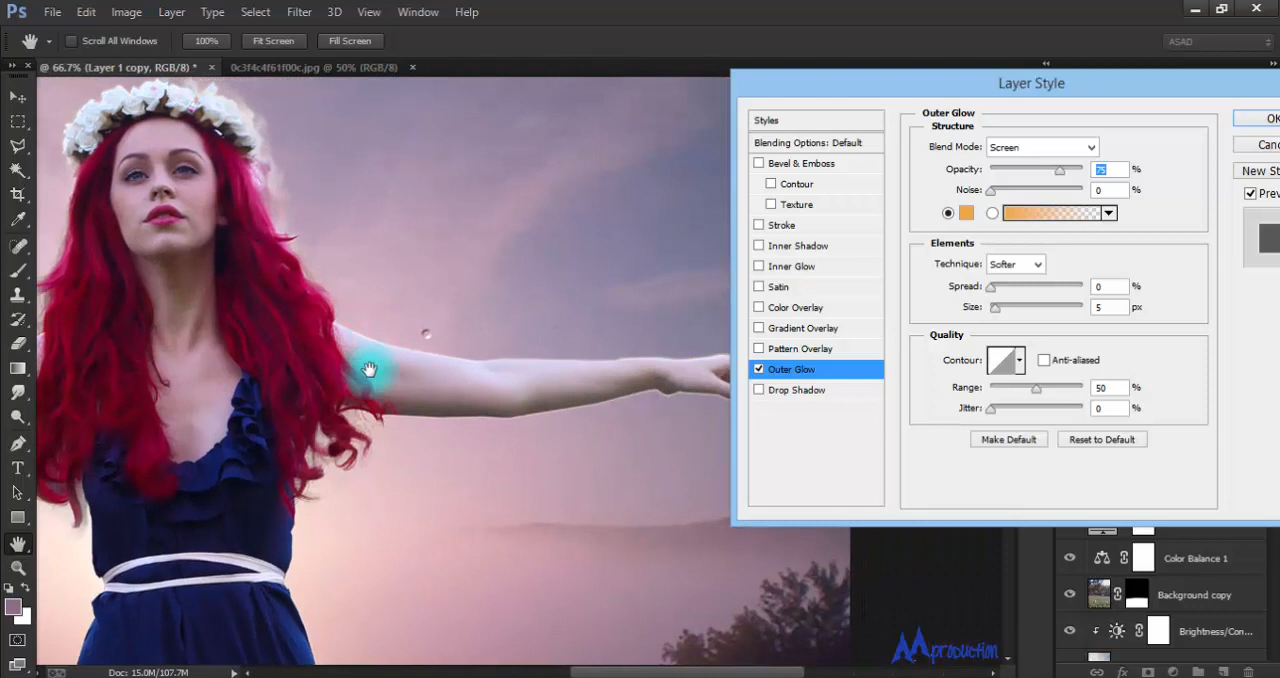 Ps File Edit Image Layer Type Select Filter 3D View Window Help
Scroll All Windows 100% Fit Screen Fill Screen ASAD
@ 66.7% (Layer 1 copy, RGB/8) * × 0c3f4c4f61f00c.jpg @ 50% (RGB/8) ×
Layer Style
Styles
Blending Options: Default
Bevel & Emboss
Contour
Texture
Stroke
Inner Shadow
Inner Glow
Satin
Color Overlay
Gradient Overlay
Pattern Overlay
Outer Glow
Drop Shadow
Outer Glow
Structure
Blend Mode: Screen
Opacity: 75 %
Noise: 0 %
Elements
Technique: Softer
Spread: 0 %
Size: 5 px
Quality
Contour: Anti-aliased
Range: 50 %
Jitter: 0 %
Make Default Reset to Default
OK
Canc
New St
Prev
Color Balance 1
Background copy
Brightness/Con...
production
T
fx
Doc: 15.0M/107.7M